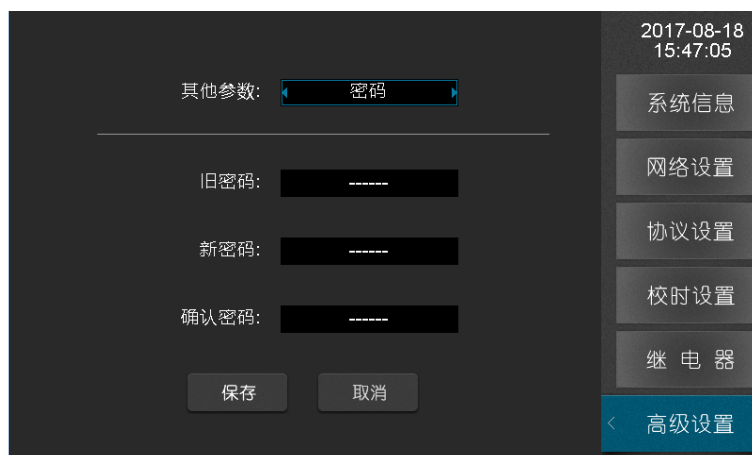 其他参数: 密码
旧密码: ------
新密码: ------
确认密码: ------
保存 取消
2017-08-18
15:47:05
系统信息
网络设置
协议设置
校时设置
继 电 器
< 高级设置